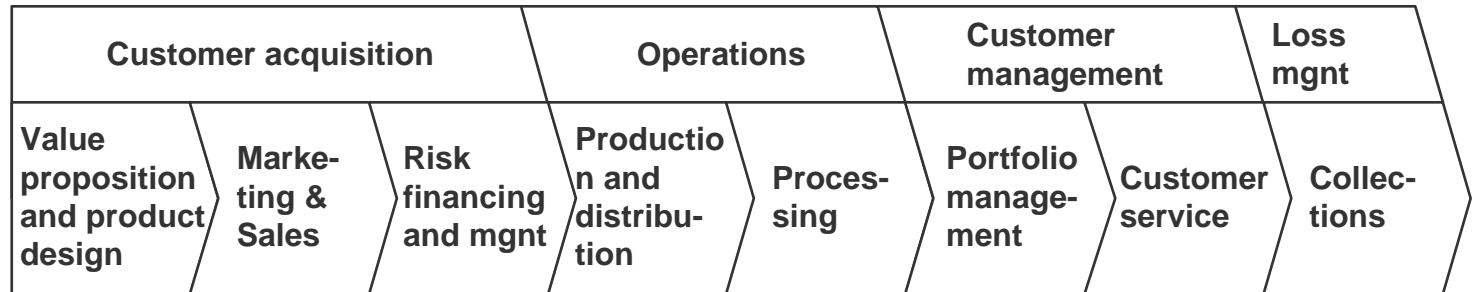 Customer acquisition
Operations
Customer
management
Loss
mgnt
Value
proposition
and product
design
Marke-
ting &
Sales
Risk
financing
and mgnt
Productio
n and
distribu-
tion
Proces-
sing
Portfolio
manage-
ment
Customer
service
Collec-
tions